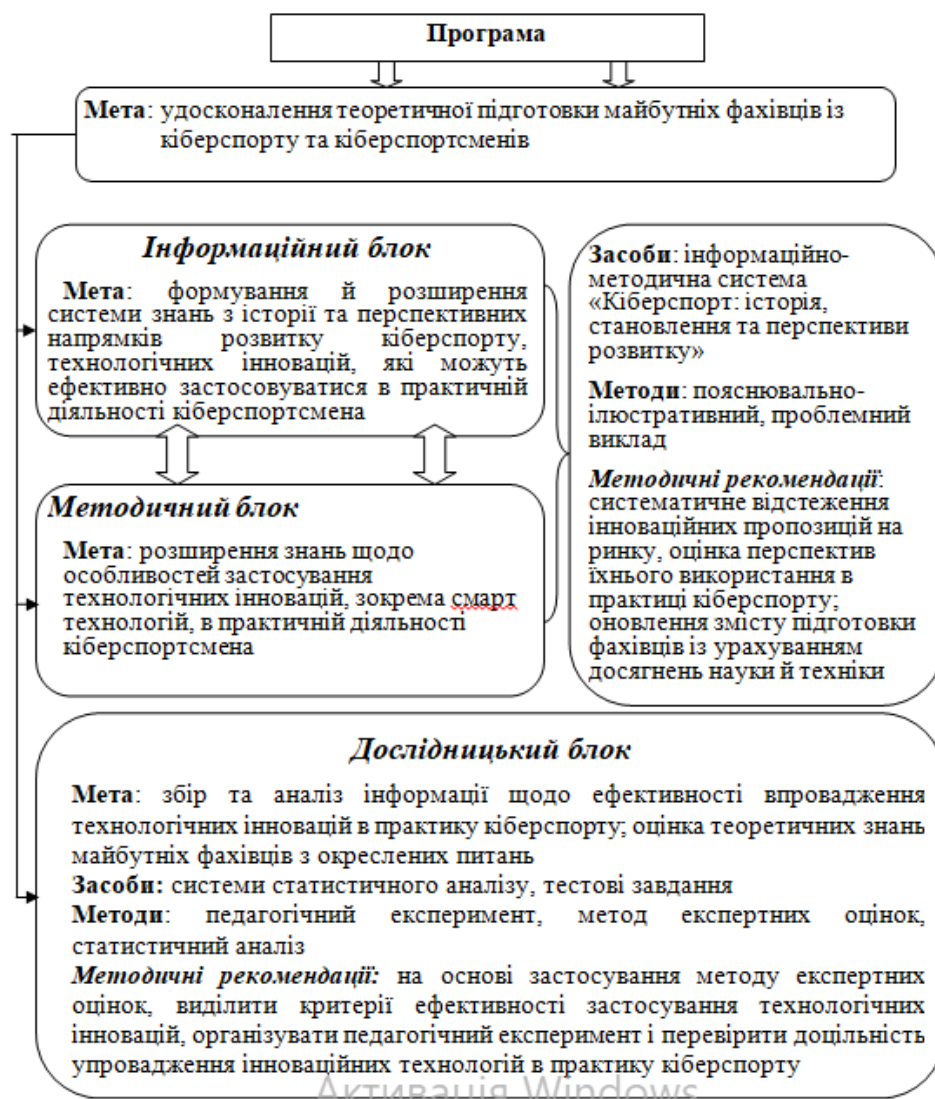 Програма
Мета: удосконалення теоретичної підготовки майбутніх фахівців із
кіберспорту та кіберспортсменів
Інформаційний блок
Мета: формування й розширення
системи знань з історії та перспективних
напрямків розвитку кіберспорту,
технологічних інновацій, які можуть
ефективно застосовуватися в практичній
діяльності кіберспортсмена
Методичний блок
Мета: розширення знань щодо
особливостей застосування
технологічних інновацій, зокрема смарт
технологій, в практичній діяльності
кіберспортсмена
Засоби: інформаційно-
методична система
«Кіберспорт: історія,
становлення та перспективи
розвитку»
Методи: пояснювально-
ілюстративний, проблемний
виклад
Методичні рекомендації:
систематичне відстеження
інноваційних пропозицій на
ринку, оцінка перспектив
їхнього використання в
практиці кіберспорту;
оновлення змісту підготовки
фахівців із урахуванням
досягнень науки й техніки
Дослідницький блок
Мета: збір та аналіз інформації щодо ефективності впровадження
технологічних інновацій в практику кіберспорту; оцінка теоретичних знань
майбутніх фахівців з окреслених питань
Засоби: системи статистичного аналізу, тестові завдання
Методи: педагогічний експеримент, метод експертних оцінок,
статистичний аналіз
Методичні рекомендації: на основі застосування методу експертних
оцінок, виділити критерії ефективності застосування технологічних
інновацій, організувати педагогічний експеримент і перевірити доцільність
упровадження інноваційних технологій в практику кіберспорту
Активація Windows